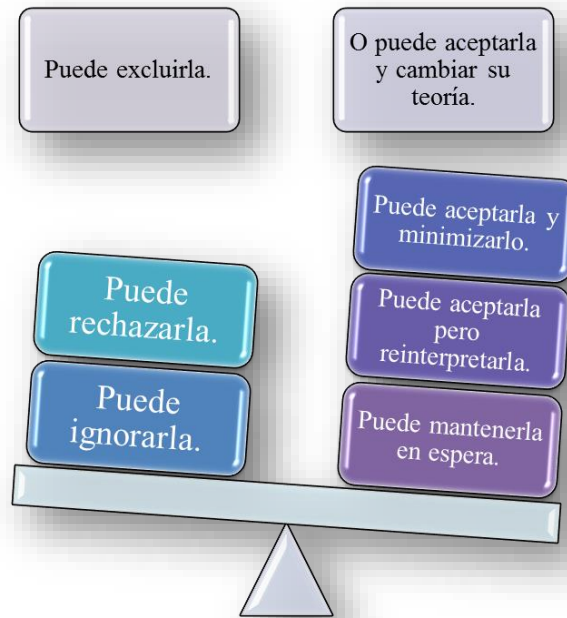 Puede excluirla.
O puede aceptarla
y cambiar su
teoría.
Puede aceptarla y
minimizarlo.
Puede
rechazarla.
Puede aceptarla
pero
reinterpretarla.
Puede
ignorarla.
Puede mantenerla
en espera.